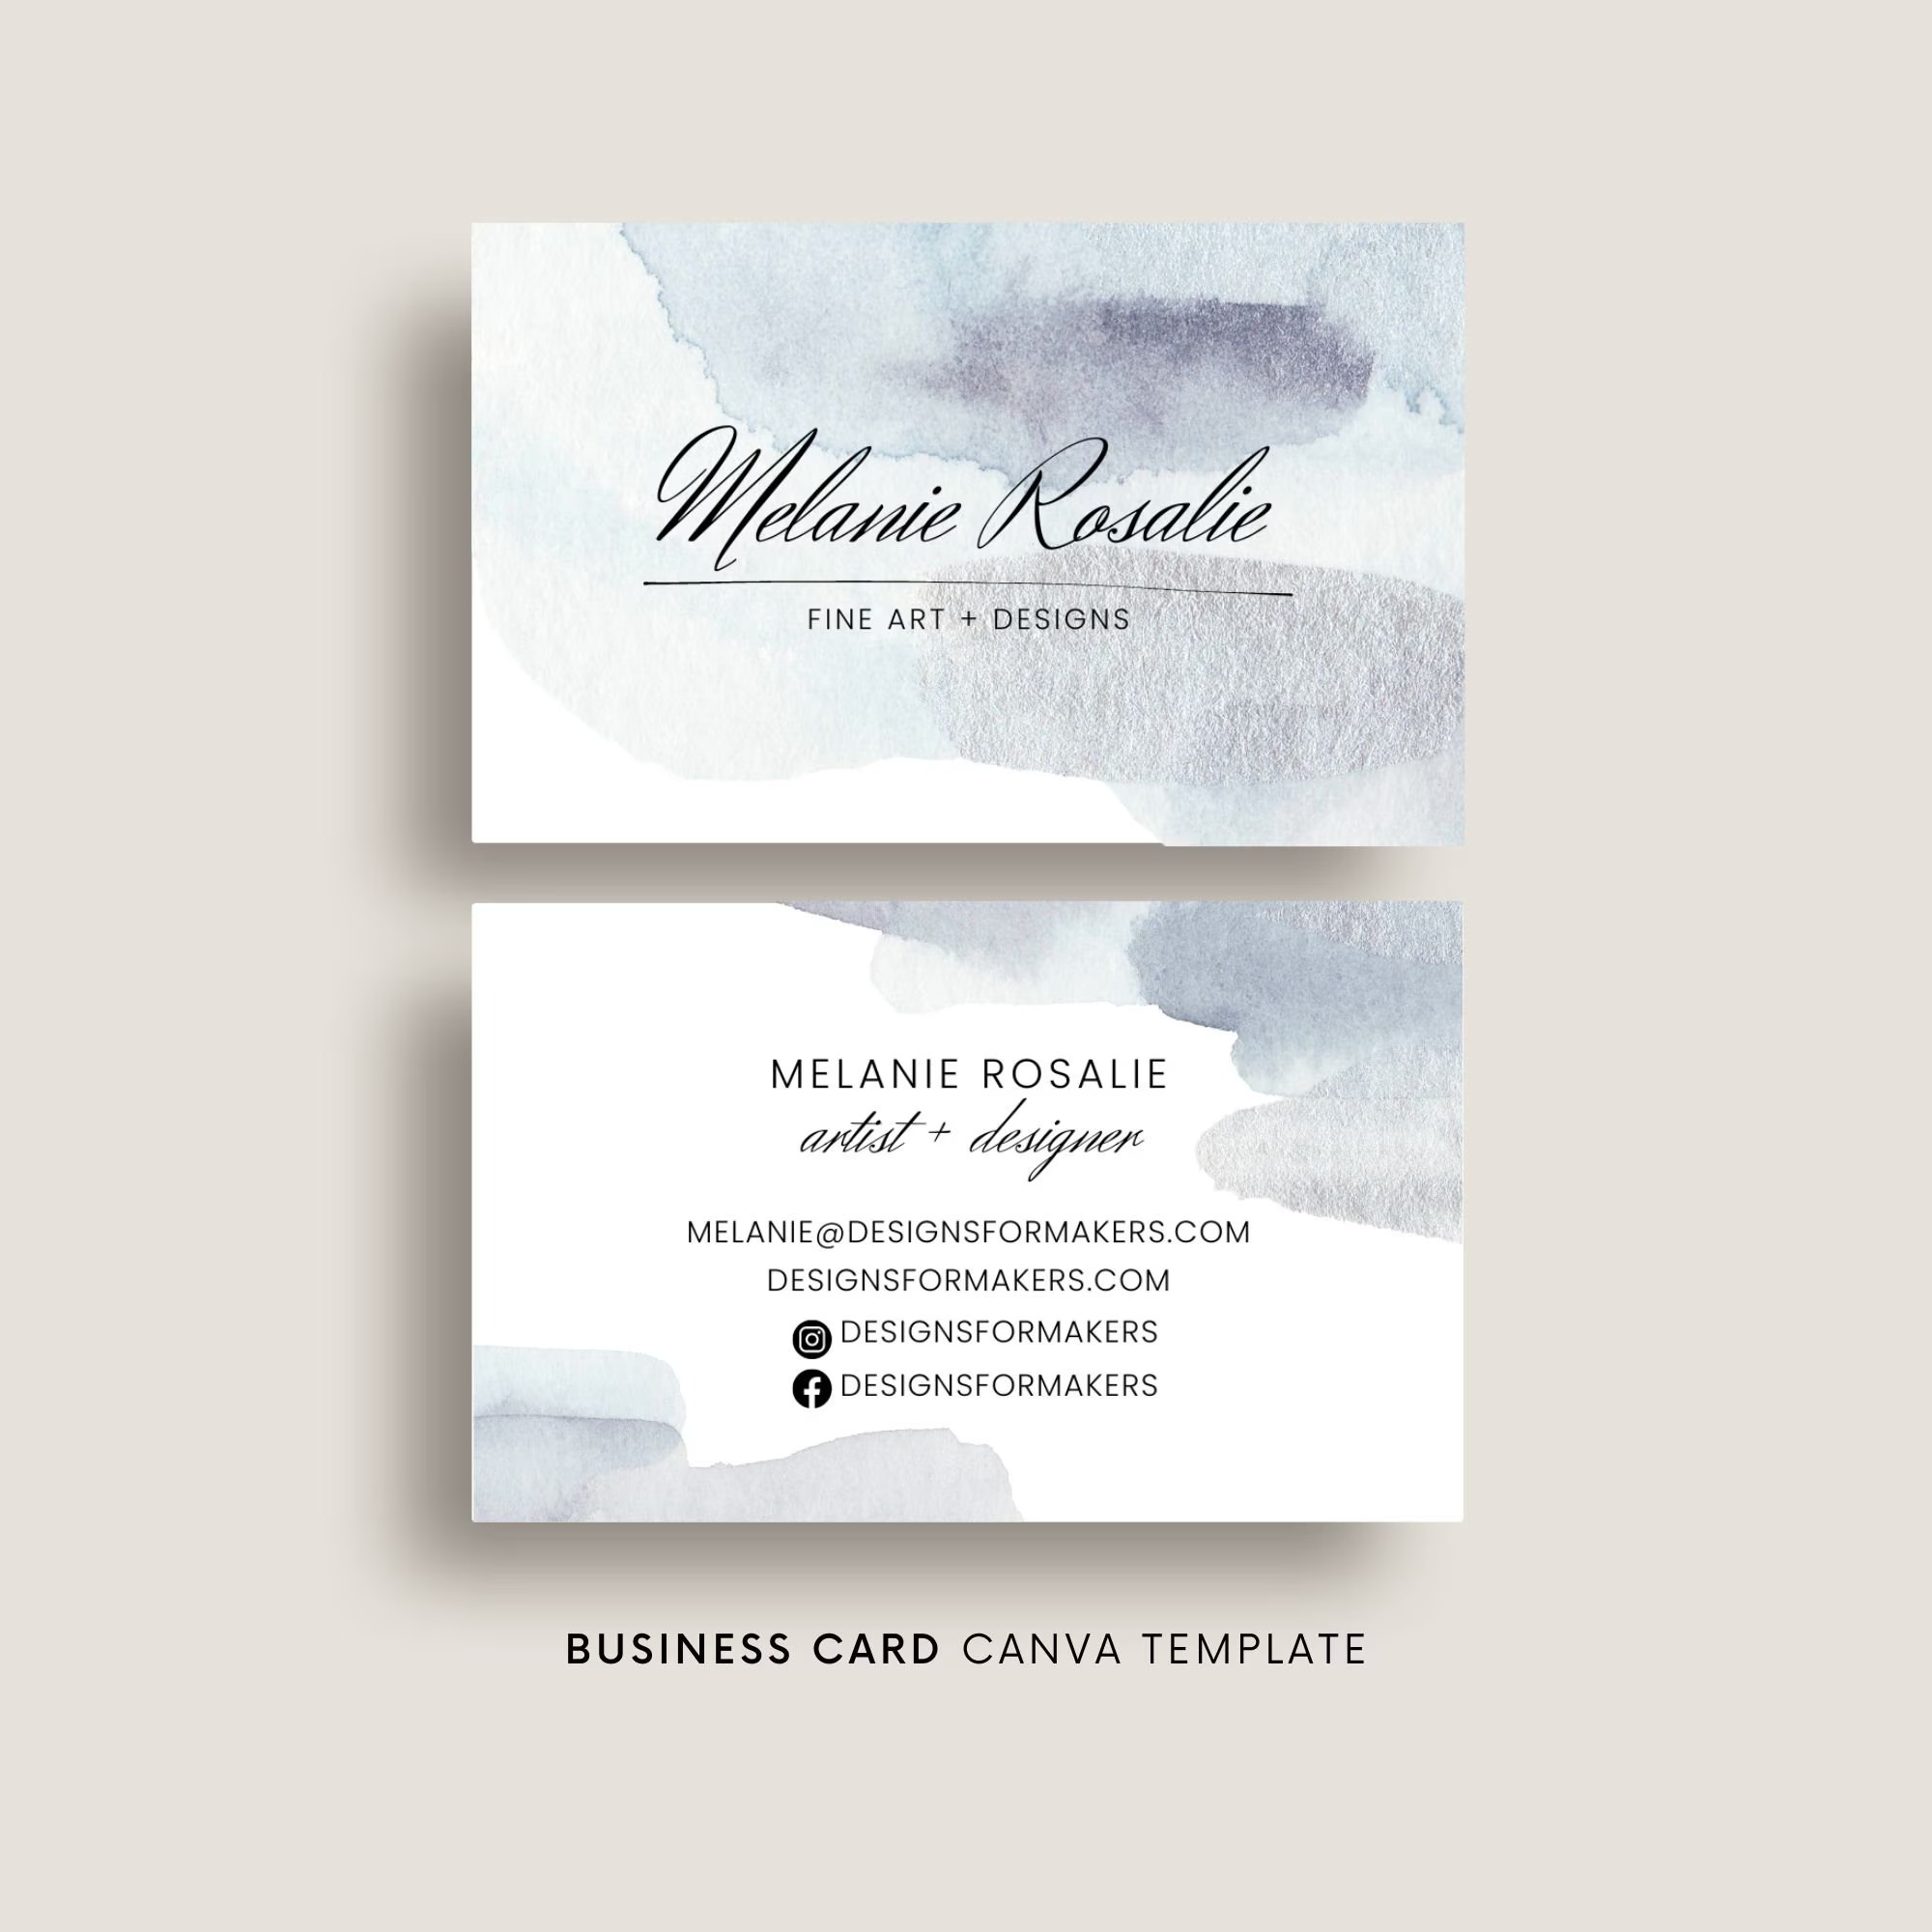 Melanie Rosalie
FINE ART + DESIGNS
MELANIE ROSALIE
artist + designer
MELANIE@DESIGNSFORMAKERS.COM
DESIGNSFORMAKERS.COM
DESIGNSFORMAKERS
DESIGNSFORMAKERS
BUSINESS CARD CANVA TEMPLATE